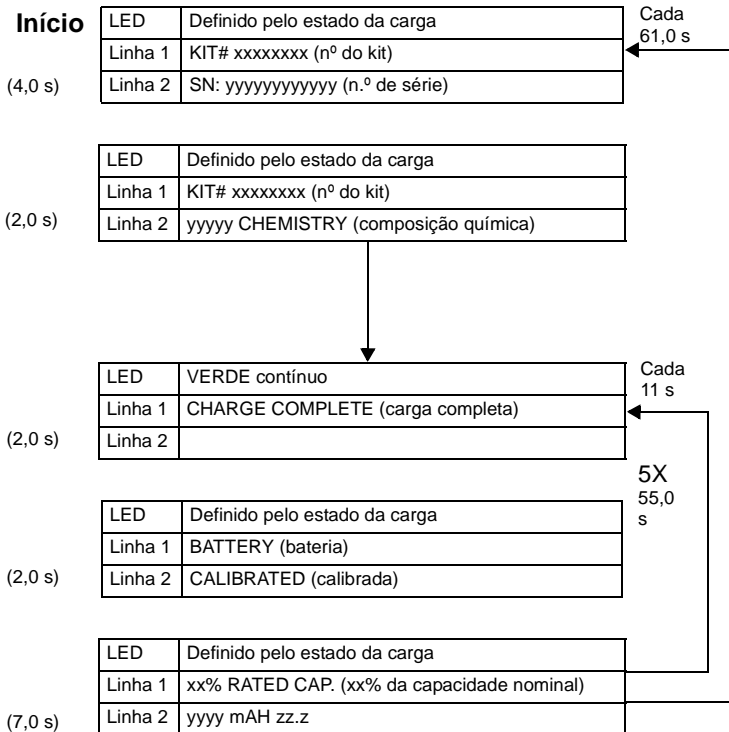 Início
LED Definido pelo estado da carga
Cada
61,0 s
Linha 1 KIT# xxxxxxxx (nº do kit)
(4,0 s) Linha 2 SN: yyyyyyyyyyyy (n.º de série)
LED Definido pelo estado da carga
Linha 1 KIT# xxxxxxxx (nº do kit)
(2,0 s) Linha 2 yyyyy CHEMISTRY (composição química)
LED VERDE contínuo
Cada
11 s
Linha 1 CHARGE COMPLETE (carga completa)
(2,0 s) Linha 2
5X
55,0
s
LED Definido pelo estado da carga
Linha 1 BATTERY (bateria)
(2,0 s) Linha 2 CALIBRATED (calibrada)
LED Definido pelo estado da carga
Linha 1 xx% RATED CAP. (xx% da capacidade nominal)
(7,0 s) Linha 2 yyyy mAH zz.z